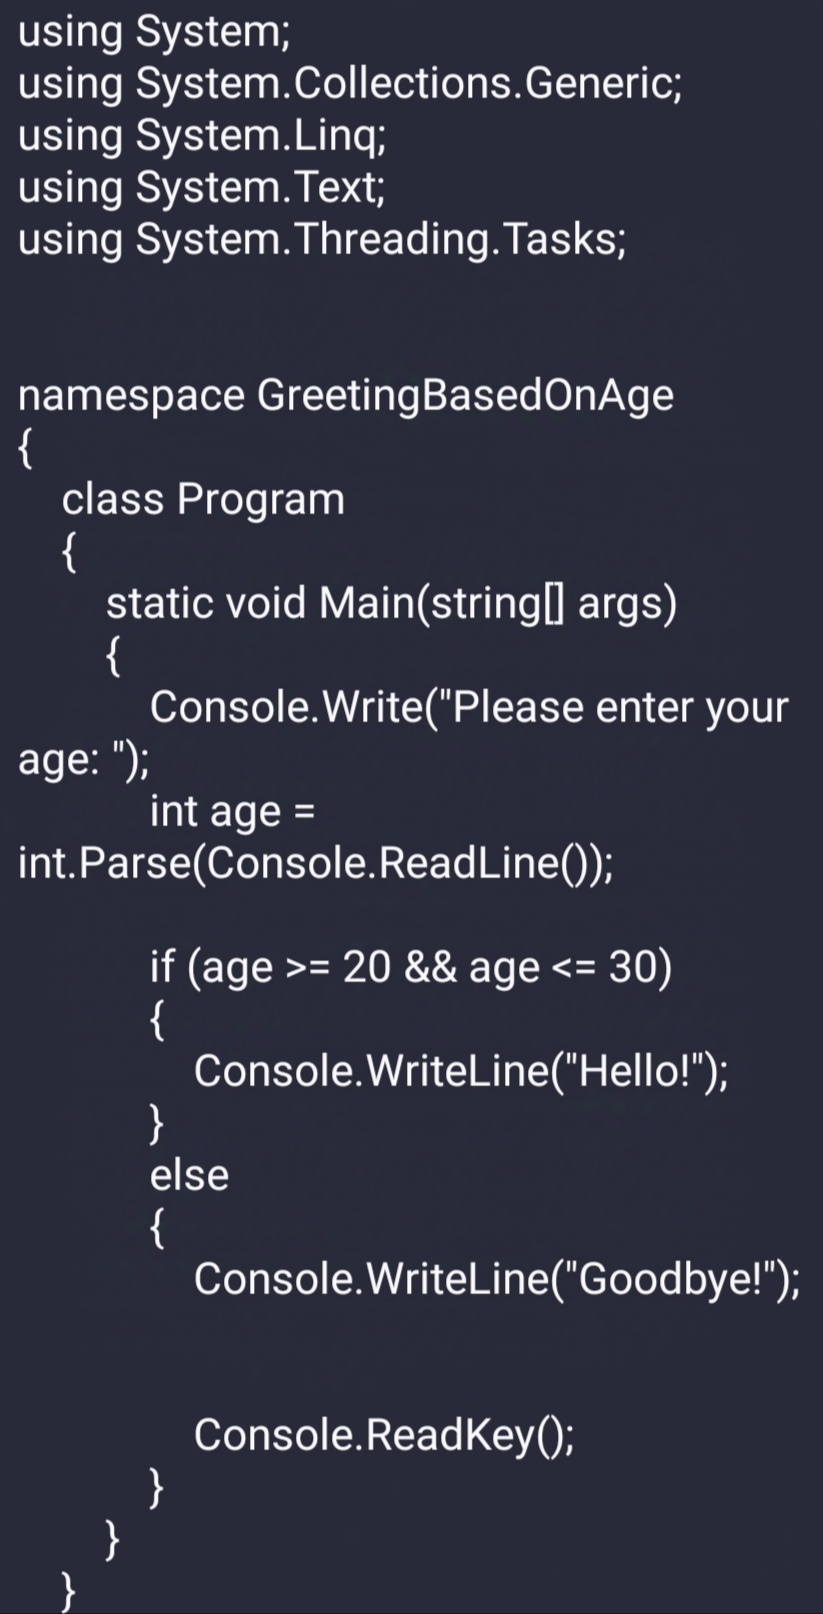 using System;
using System.Collections.Generic;
using System.Linq;
using System.Text;
using System.Threading.Tasks;
namespace GreetingBasedOnAge
{
class Program
{
static void Main(string[] args)
{
Console.Write("Please enter your
age: ");
int age =
int.Parse(Console.ReadLine());
if (age >= 20 && age <= 30)
{
Console.WriteLine("Hello!");
}
else
{
Console.WriteLine("Goodbye!");
Console.ReadKey();
}
}
}